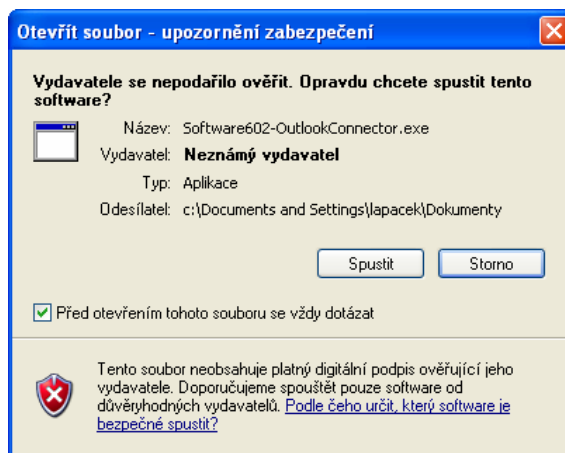 Otevřít soubor - upozornění zabezpečení
Vydavatele se nepodařilo ověřit. Opravdu chcete spustit tento
software?
Název: Software602-OutlookConnector.exe
Vydavatel: Neznámý vydavatel
Typ: Aplikace
Odesílatel: c:\Documents and Settings\lapacek\Dokumenty
Spustit Storno
Před otevřením tohoto souboru se vždy dotázat
Tento soubor neobsahuje platný digitální podpis ověřující jeho
vydavatele. Doporučujeme spouštět pouze software od
důvěryhodných vydavatelů. Podle čeho určit, který software je
bezpečné spustit?